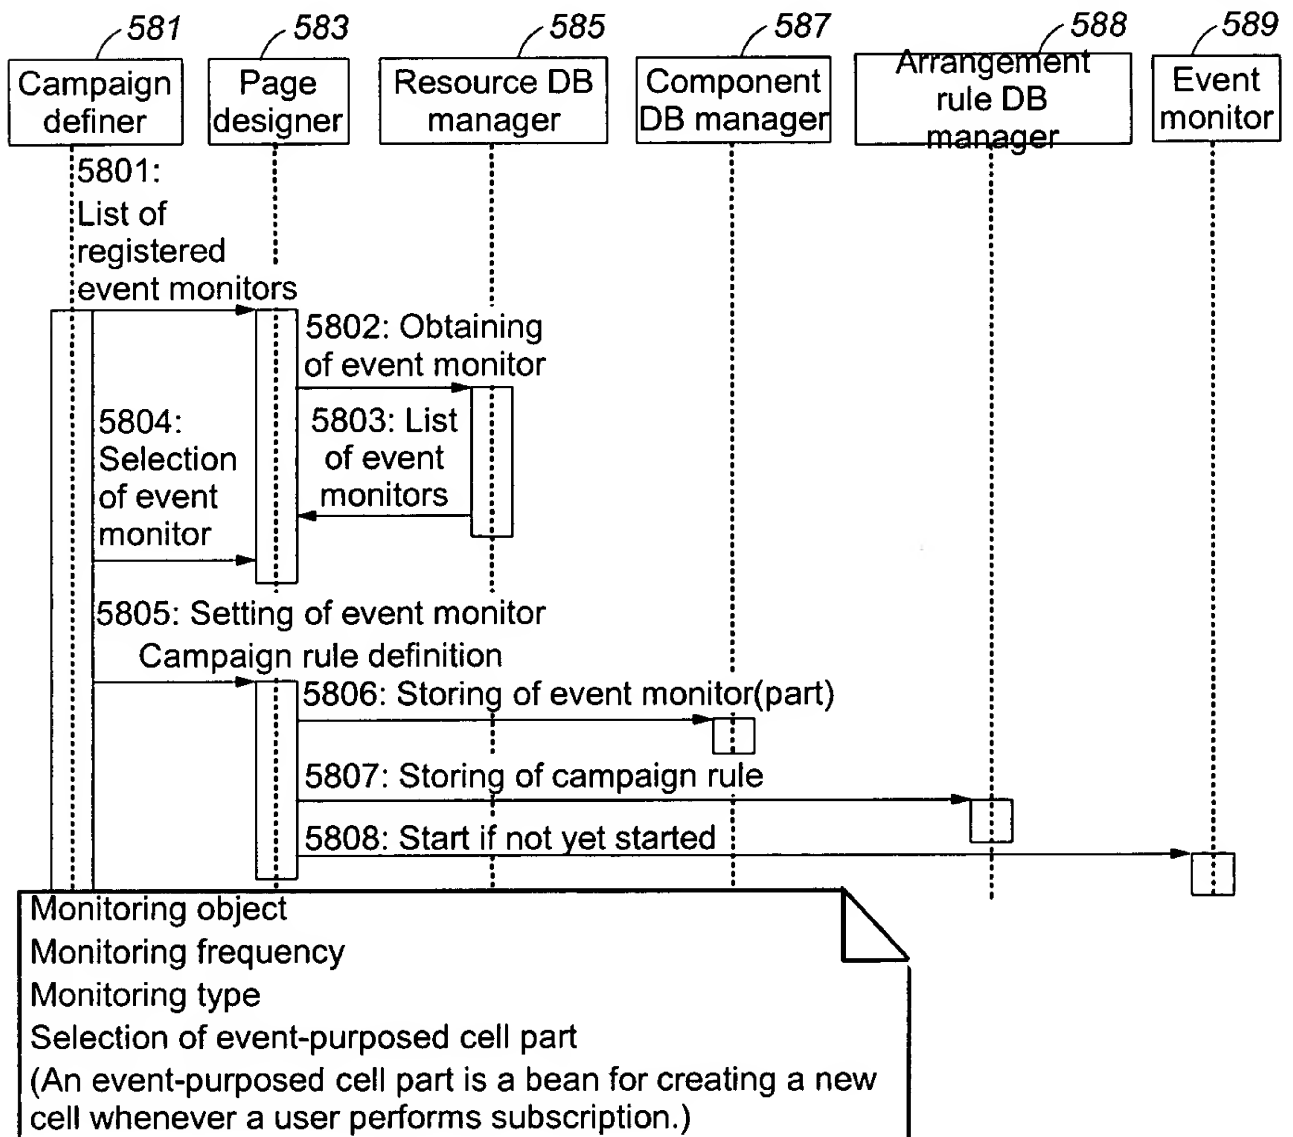 581
583
585
587
588
589
Campaign
definer
Page
designer
Resource DB
manager
Component
DB manager
Arrangement
rule DB
manager
Event
monitor
5801:
List of
registered
event monitors
5802: Obtaining
of event monitor
5803: List
of event
monitors
5804:
Selection
of event
monitor
5805: Setting of event monitor
Campaign rule definition
5806: Storing of event monitor(part)
5807: Storing of campaign rule
5808: Start if not yet started
Monitoring object
Monitoring frequency
Monitoring type
Selection of event-purposed cell part
(An event-purposed cell part is a bean for creating a new
cell whenever a user performs subscription.)